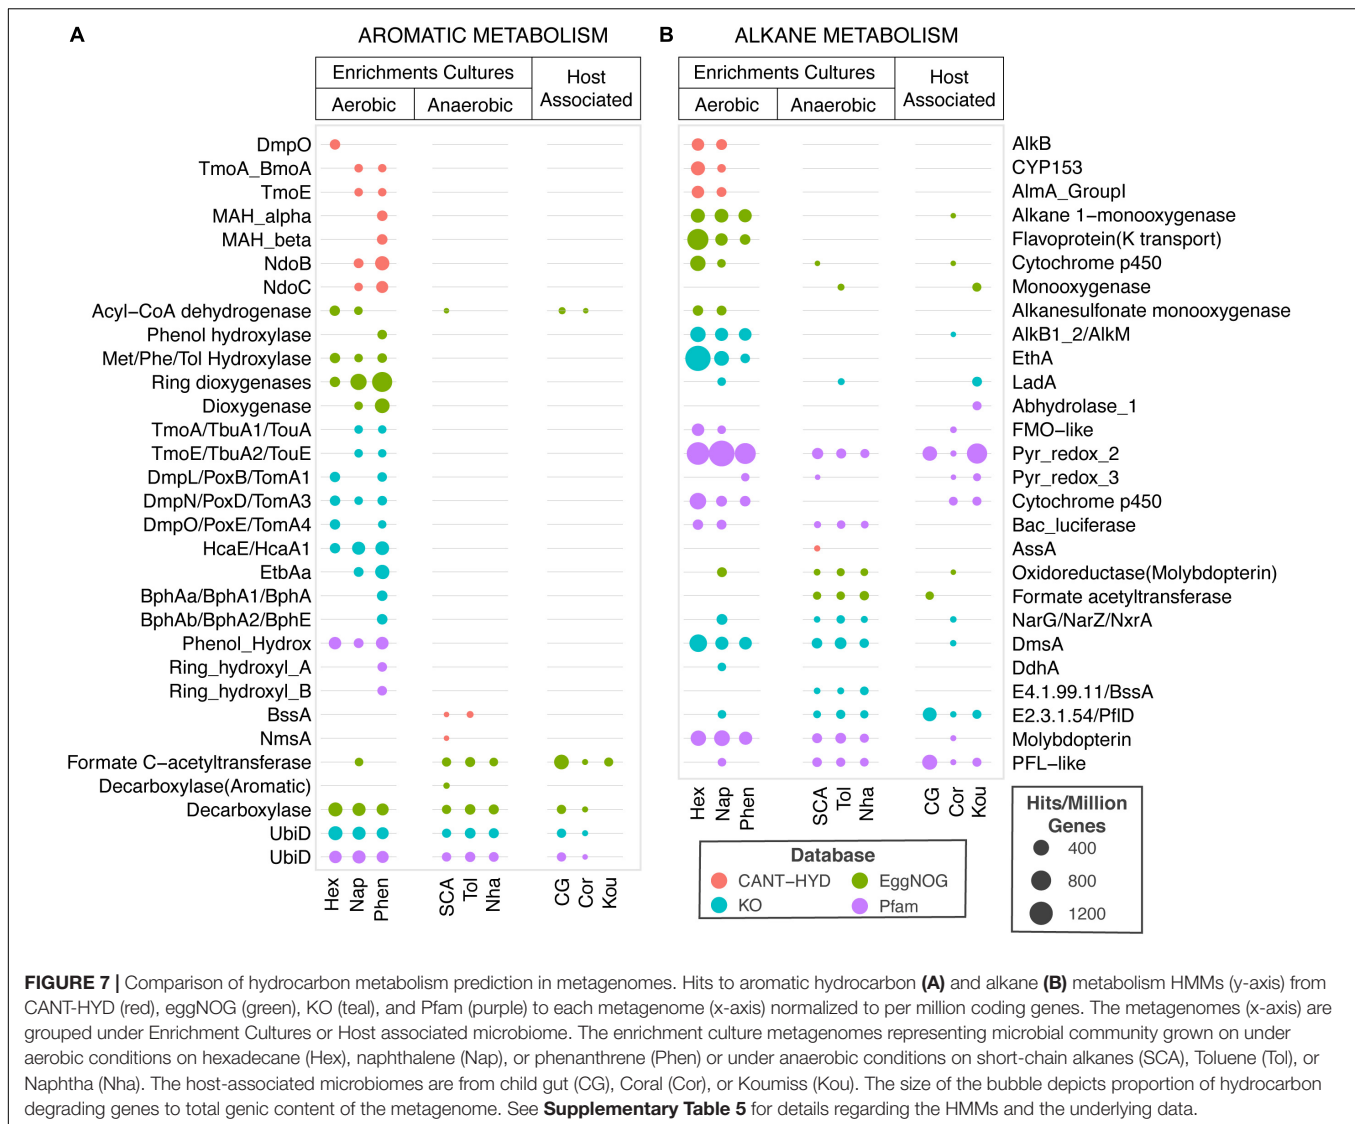 A
AROMATIC METABOLISM
Enrichments Cultures
Host Associated
Aerobic
Anaerobic
DmpO
TmoA_BmoA
TmoE
MAH_alpha
MAH_beta
NdoB
NdoC
Acyl−CoA dehydrogenase
Phenol hydroxylase
Met/Phe/Tol Hydroxylase
Ring dioxygenases
Dioxygenase
TmoA/TbuA1/TouA
TmoE/TbuA2/TouE
DmpL/PoxB/TomA1
DmpN/PoxD/TomA3
DmpO/PoxE/TomA4
HcaE/HcaA1
EtbAa
BphAa/BphA1/BphA
BphAb/BphA2/BphE
Phenol_Hydrox
Ring_hydroxyl_A
Ring_hydroxyl_B
BssA
NmsA
Formate C−acetyltransferase
Decarboxylase(Aromatic)
Decarboxylase
UbiD
UbiD
Hex
Nap
Phen
SCA
Tol
Nha
CG
Cor
Kou
B
ALKANE METABOLISM
Enrichments Cultures
Host
Associated
Aerobic
Anaerobic
AlkB
CYP153
AlmA_GroupI
Alkane 1−monooxygenase
Flavoprotein(K transport)
Cytochrome p450
Monooxygenase
Alkanesulfonate monooxygenase
AlkB1_2/AlkM
EthA
LadA
Abhydrolase_1
FMO−like
Pyr_redox_2
Pyr_redox_3
Cytochrome p450
Bac_luciferase
AssA
Oxidoreductase(Molybdopterin)
Formate acetyltransferase
NarG/NarZ/NxrA
DmsA
DdhA
E4.1.99.11/BssA
E2.3.1.54/PflD
Molybdopterin
PFL−like
Hex
Nap
Phen
SCA
Tol
Nha
CG
Cor
Kou
Hits/Million
Genes
400
800
1200
Database
CANT−HYD
EggNOG
KO
Pfam
FIGURE 7 | Comparison of hydrocarbon metabolism prediction in metagenomes. Hits to aromatic hydrocarbon (A) and alkane (B) metabolism HMMs (y-axis) from
CANT-HYD (red), eggNOG (green), KO (teal), and Pfam (purple) to each metagenome (x-axis) normalized to per million coding genes. The metagenomes (x-axis) are
grouped under Enrichment Cultures or Host associated microbiome. The enrichment culture metagenomes representing microbial community grown on under
aerobic conditions on hexadecane (Hex), naphthalene (Nap), or phenanthrene (Phen) or under anaerobic conditions on short-chain alkanes (SCA), Toluene (Tol), or
Naphtha (Nha). The host-associated microbiomes are from child gut (CG), Coral (Cor), or Koumiss (Kou). The size of the bubble depicts proportion of hydrocarbon
degrading genes to total genic content of the metagenome. See Supplementary Table 5 for details regarding the HMMs and the underlying data.